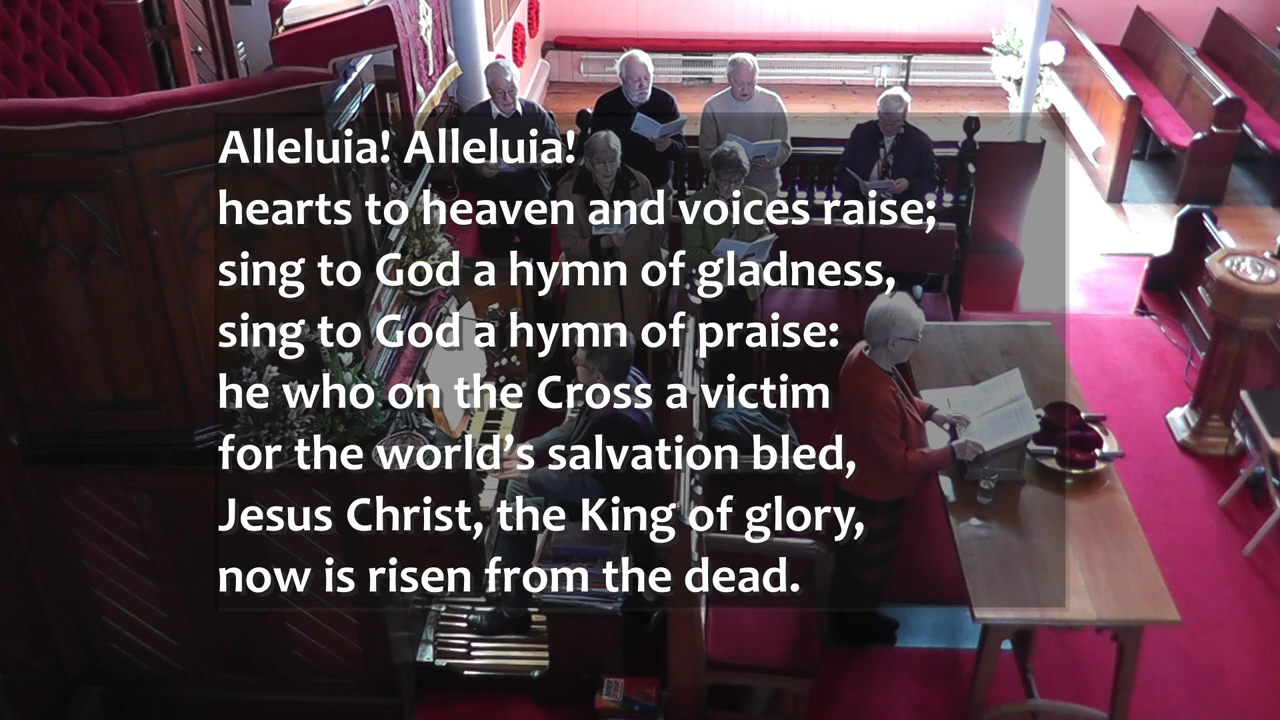 Alleluia! Alleluia!
hearts to heaven and voices raise;
sing to God a hymn of gladness,
sing to God a hymn of praise:
he who on the Cross a victim
for the world’s salvation bled,
Jesus Christ, the King of glory,
now is risen from the dead.